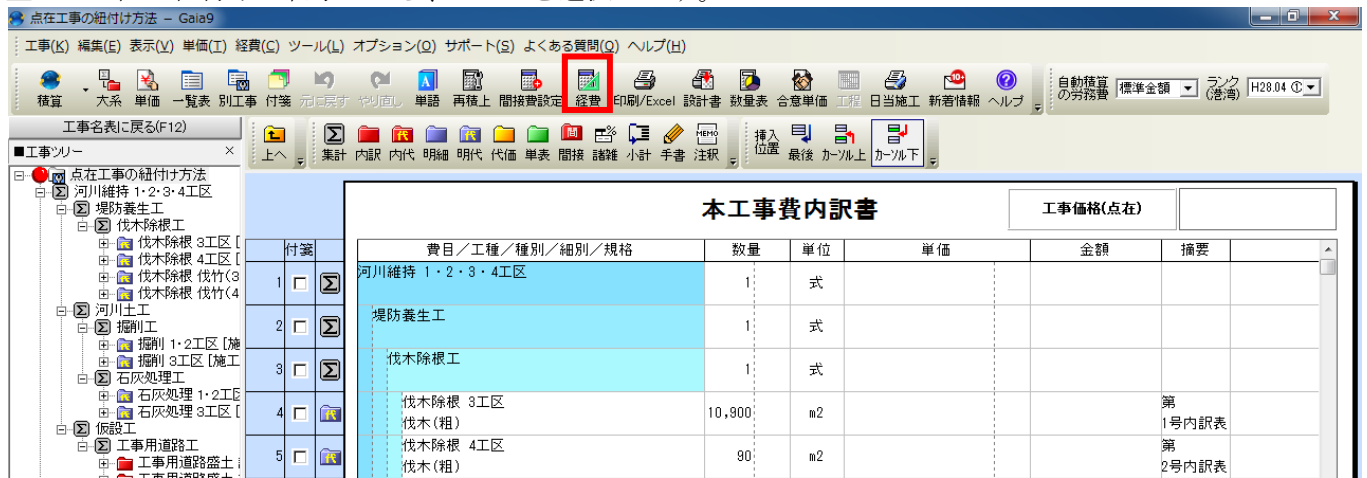 点在工事の紐付け方法 － Gaia9
工事(K) 編集(E) 表示(V) 単価(T) 経費(C) ツール(L) オプション(O) サポート(S) よくある質問(Q) ヘルプ(H)
積算 大系 単価 一覧表 別工事 付箋 元に戻す やり直し 単語 再積上 間接費設定 経費 印刷/Excel 設計書 数量表 合意単価 工程 日当施工 新着情報 ヘルプ 自動積算の労務費 標準金額 ランク(港湾) H28.04 ①
工事名表に戻る(F12)
上へ 集計 内訳 内代 明細 明代 代価 単表 間接 諸雑 小計 手書 注釈 挿入位置 最後 カーソル上 カーソル下
■工事ツリー ×
点在工事の紐付け方法
河川維持 1・2・3・4工区
堤防養生工
伐木除根工
伐木除根 3工区 [
伐木除根 4工区 [
伐木除根 伐竹(3
伐木除根 伐竹(4
河川土工
掘削工
掘削 1・2工区 [施
掘削 3工区 [施工
石灰処理工
石灰処理 1・2工区
石灰処理 3工区 [
仮設工
工事用道路工
工事用道路盛土
本工事費内訳書 工事価格(点在)
付箋 費目／工種／種別／細別／規格 数量 単位 単価 金額 摘要
1 河川維持 1・2・3・4工区 1 式
2 堤防養生工 1 式
3 伐木除根工 1 式
4 伐木除根 3工区 10,900 m2 第
伐木(粗) 1号内訳表
5 伐木除根 4工区 90 m2 第
伐木(粗) 2号内訳表